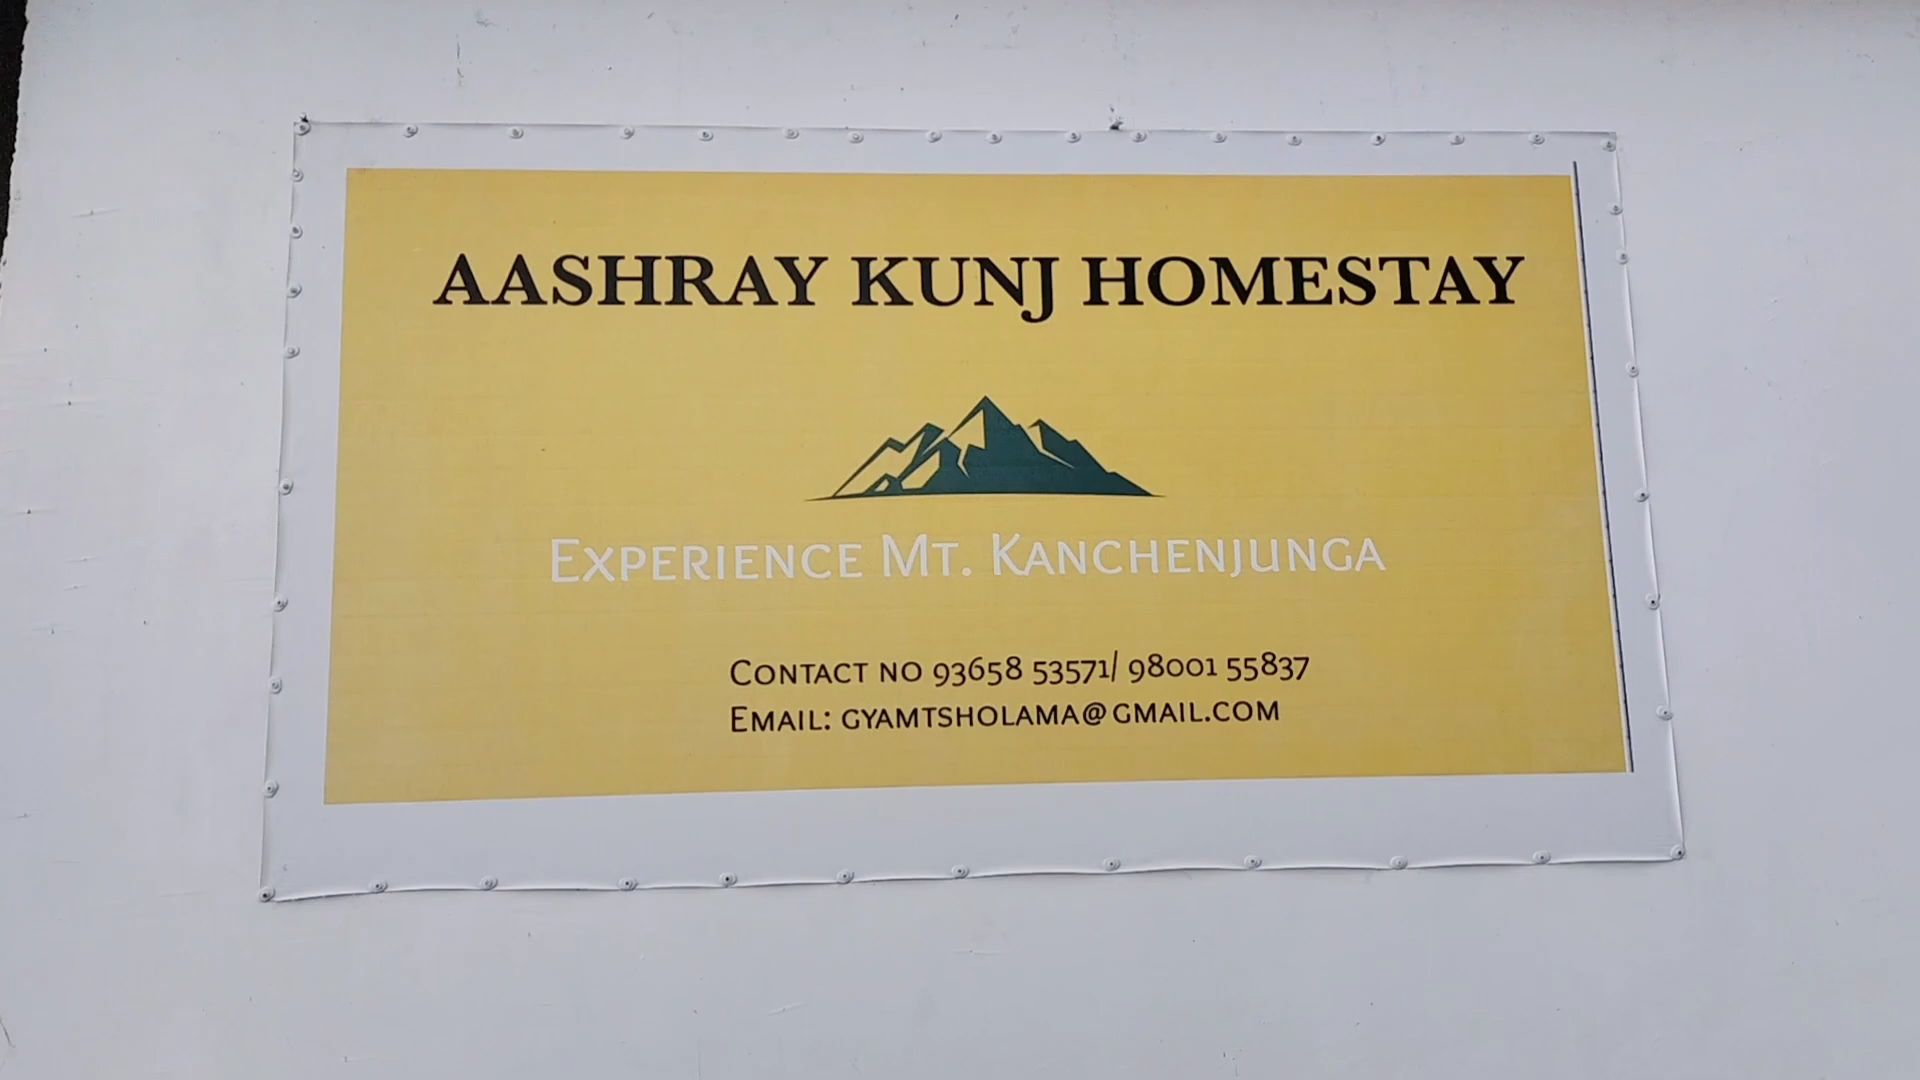 AASHRAY KUNJ HOMESTAY
EXPERIENCE MT. KANCHENJUNGA
CONTACT NO 93658 53571/ 98001 55837
EMAIL: GYAMTSHOLAMA@GMAIL.COM